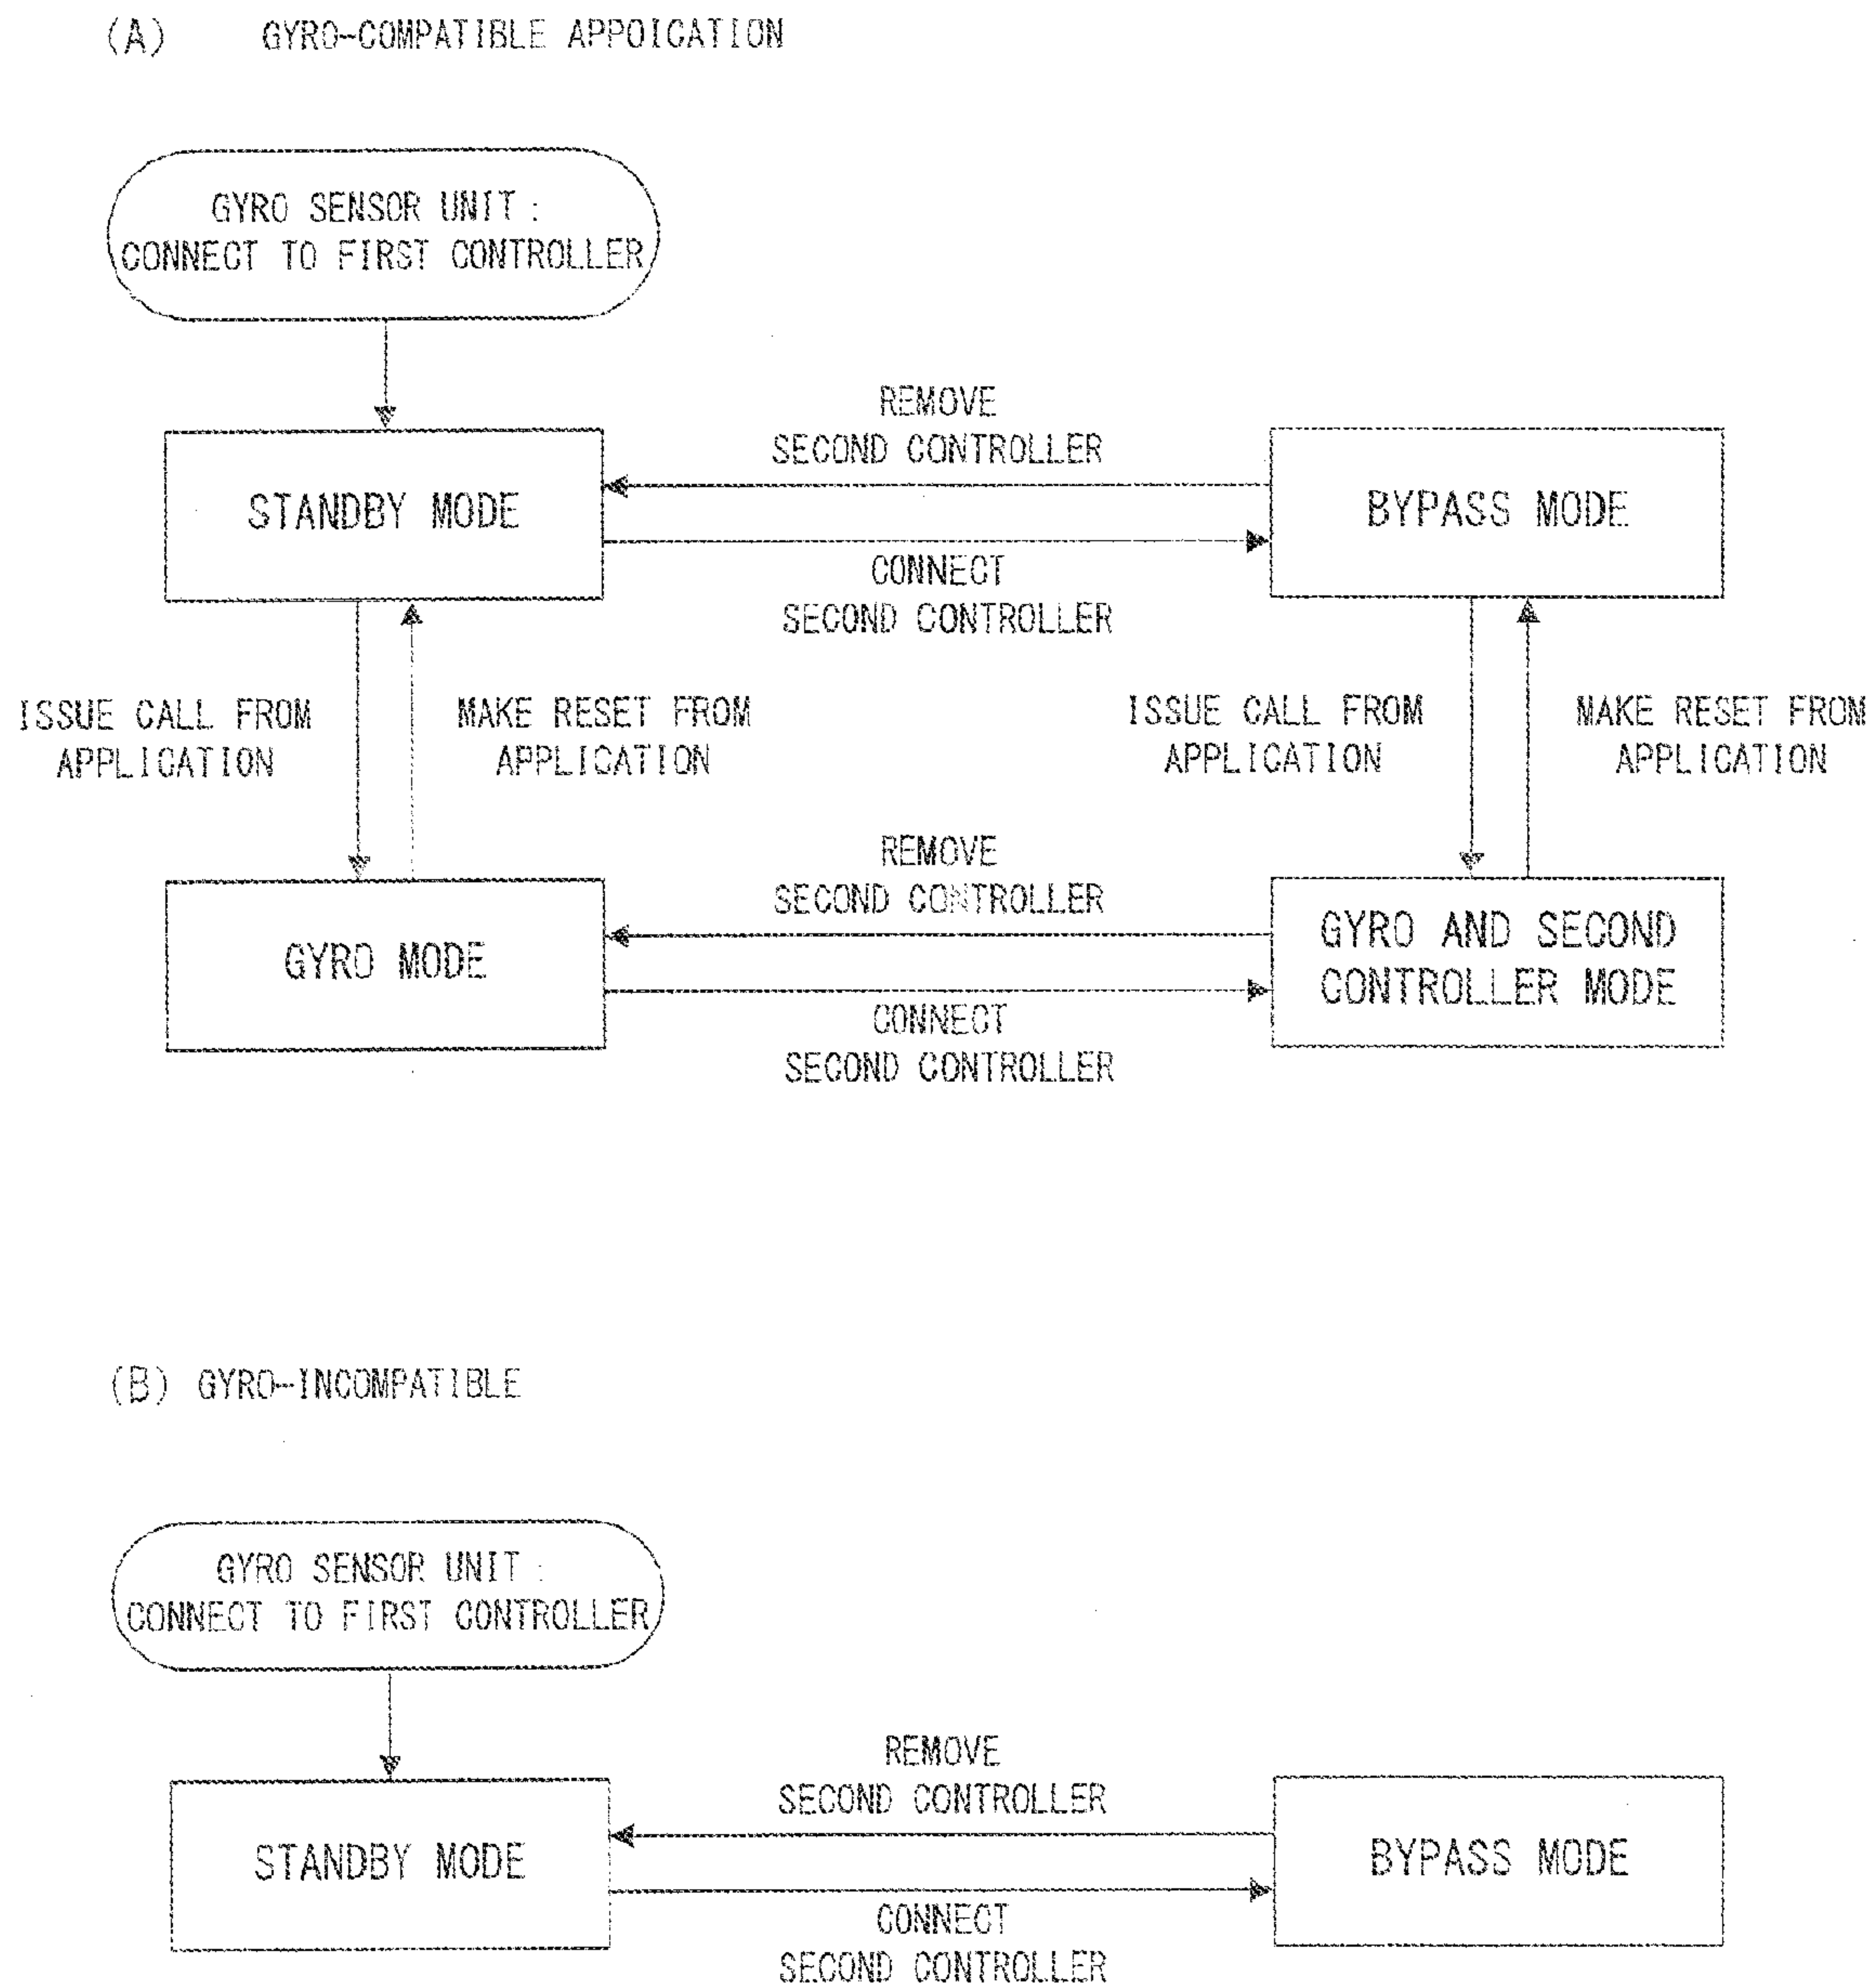 (A) GYRO-COMPATIBLE APPOICATION
GYRO SENSOR UNIT :
CONNECT TO FIRST CONTROLLER
REMOVE
SECOND CONTROLLER
STANDBY MODE
BYPASS MODE
CONNECT
SECOND CONTROLLER
ISSUE CALL FROM
APPLICATION
MAKE RESET FROM
APPLICATION
ISSUE CALL FROM
APPLICATION
MAKE RESET FROM
APPLICATION
REMOVE
SECOND CONTROLLER
GYRO MODE
GYRO AND SECOND
CONTROLLER MODE
CONNECT
SECOND CONTROLLER
(B) GYRO-INCOMPATIBLE
GYRO SENSOR UNIT :
CONNECT TO FIRST CONTROLLER
REMOVE
SECOND CONTROLLER
STANDBY MODE
BYPASS MODE
CONNECT
SECOND CONTROLLER